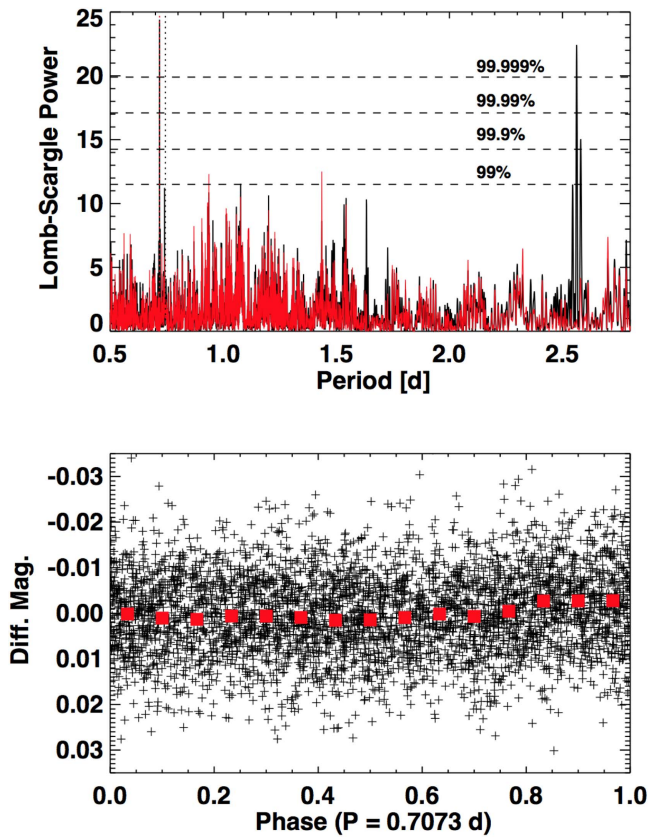 25
20
15
10
5
0
Lomb-Scargle Power
99.999%
99.99%
99.9%
99%
0.5 1.0 1.5 2.0 2.5
Period [d]
-0.03
-0.02
-0.01
0.00
0.01
0.02
0.03
Diff. Mag.
0.0 0.2 0.4 0.6 0.8 1.0
Phase (P = 0.7073 d)